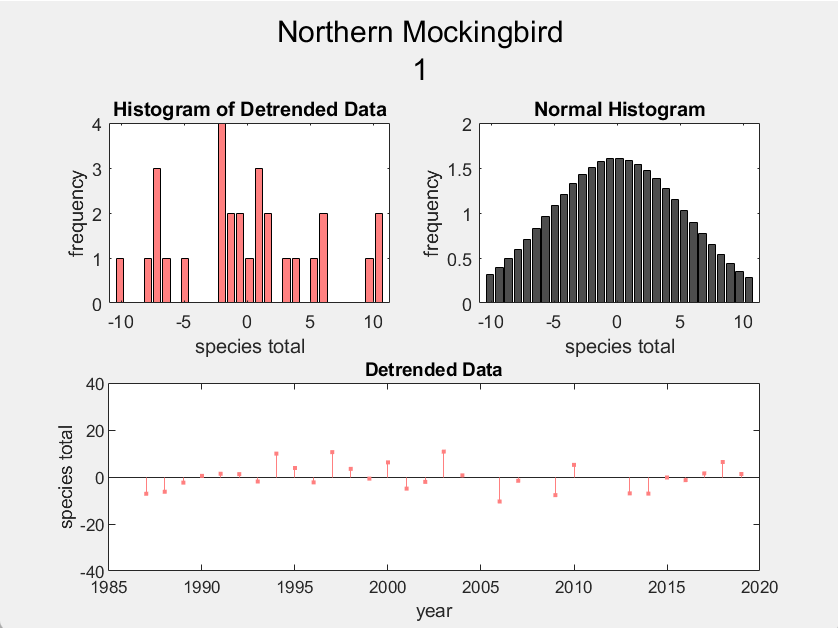 Northern Mockingbird
1
Histogram of Detrended Data
frequency
4
3
2
1
0
-10 -5 0 5 10
species total
Normal Histogram
frequency
2
1.5
1
0.5
0
-10 -5 0 5 10
species total
Detrended Data
species total
40
20
0
-20
-40
1985 1990 1995 2000 2005 2010 2015 2020
year